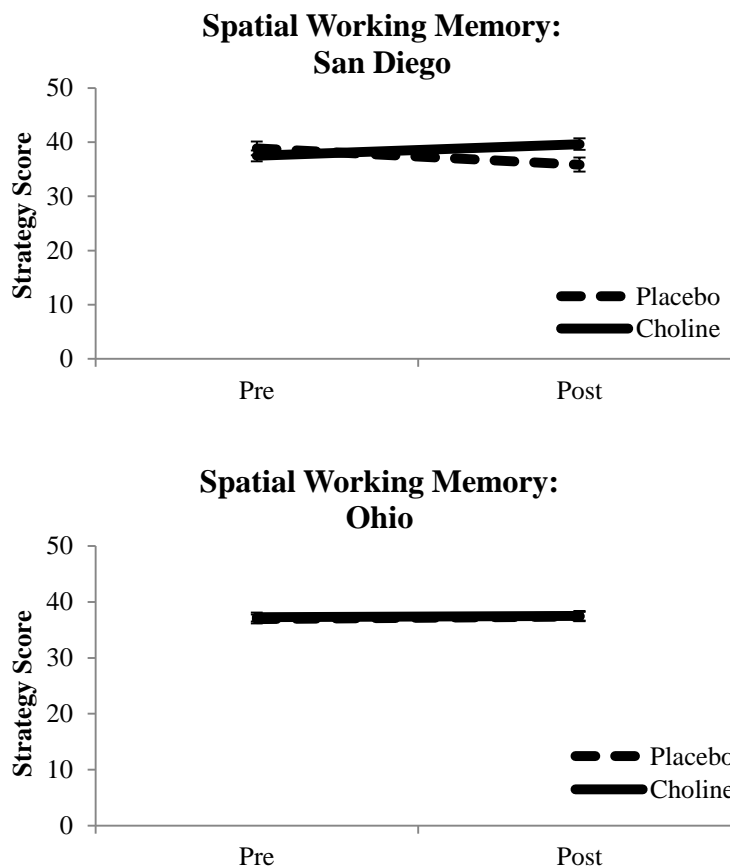 Spatial Working Memory:
San Diego
50
40
30
20
10
0
Strategy Score
Placebo
Choline
Pre Post
Spatial Working Memory:
Ohio
50
40
30
20
10
0
Strategy Score
Placebo
Choline
Pre Post